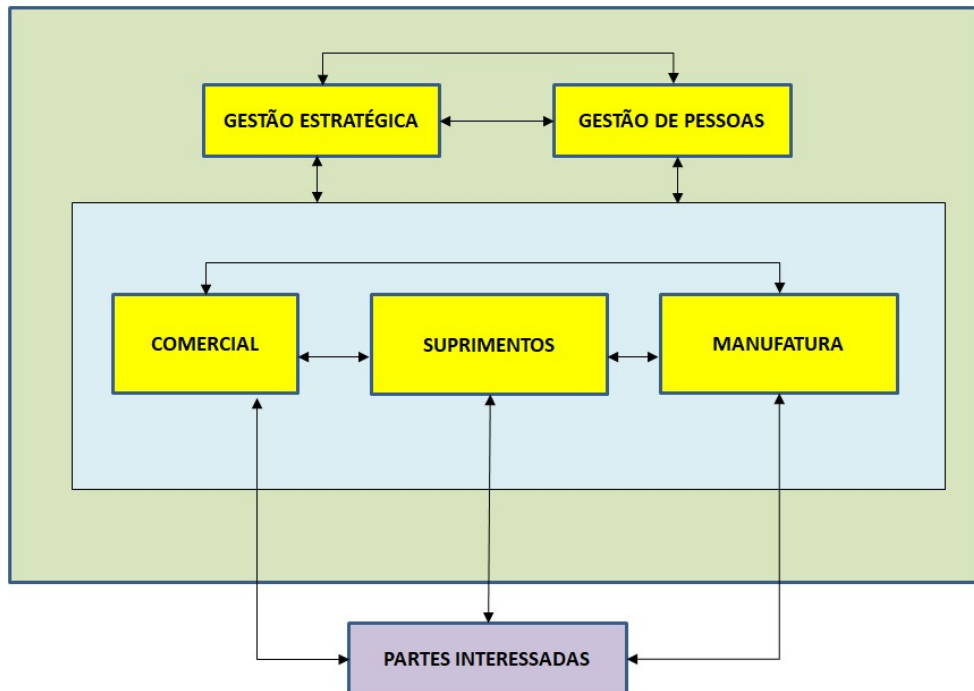 GESTÃO ESTRATÉGICA
GESTÃO DE PESSOAS
COMERCIAL
SUPRIMENTOS
MANUFATURA
PARTES INTERESSADAS